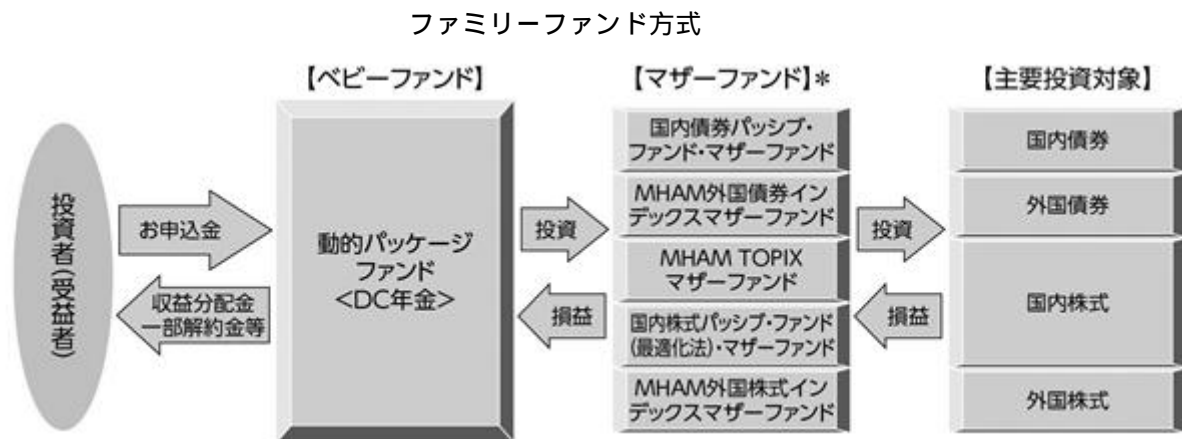 ファミリーファンド方式
【ベビーファンド】
【マザーファンド】*
【主要投資対象】
投資者(受益者)
お申込金
収益分配金
一部解約金等
動的パッケージ
ファンド
<DC年金>
投資
損益
国内債券パッシブ・
ファンド・マザーファンド
MHAM外国債券イン
デックスマザーファンド
MHAM TOPIX
マザーファンド
国内株式パッシブ・ファンド
(最適化法)・マザーファンド
MHAM外国株式イン
デックスマザーファンド
投資
損益
国内債券
外国債券
国内株式
外国株式